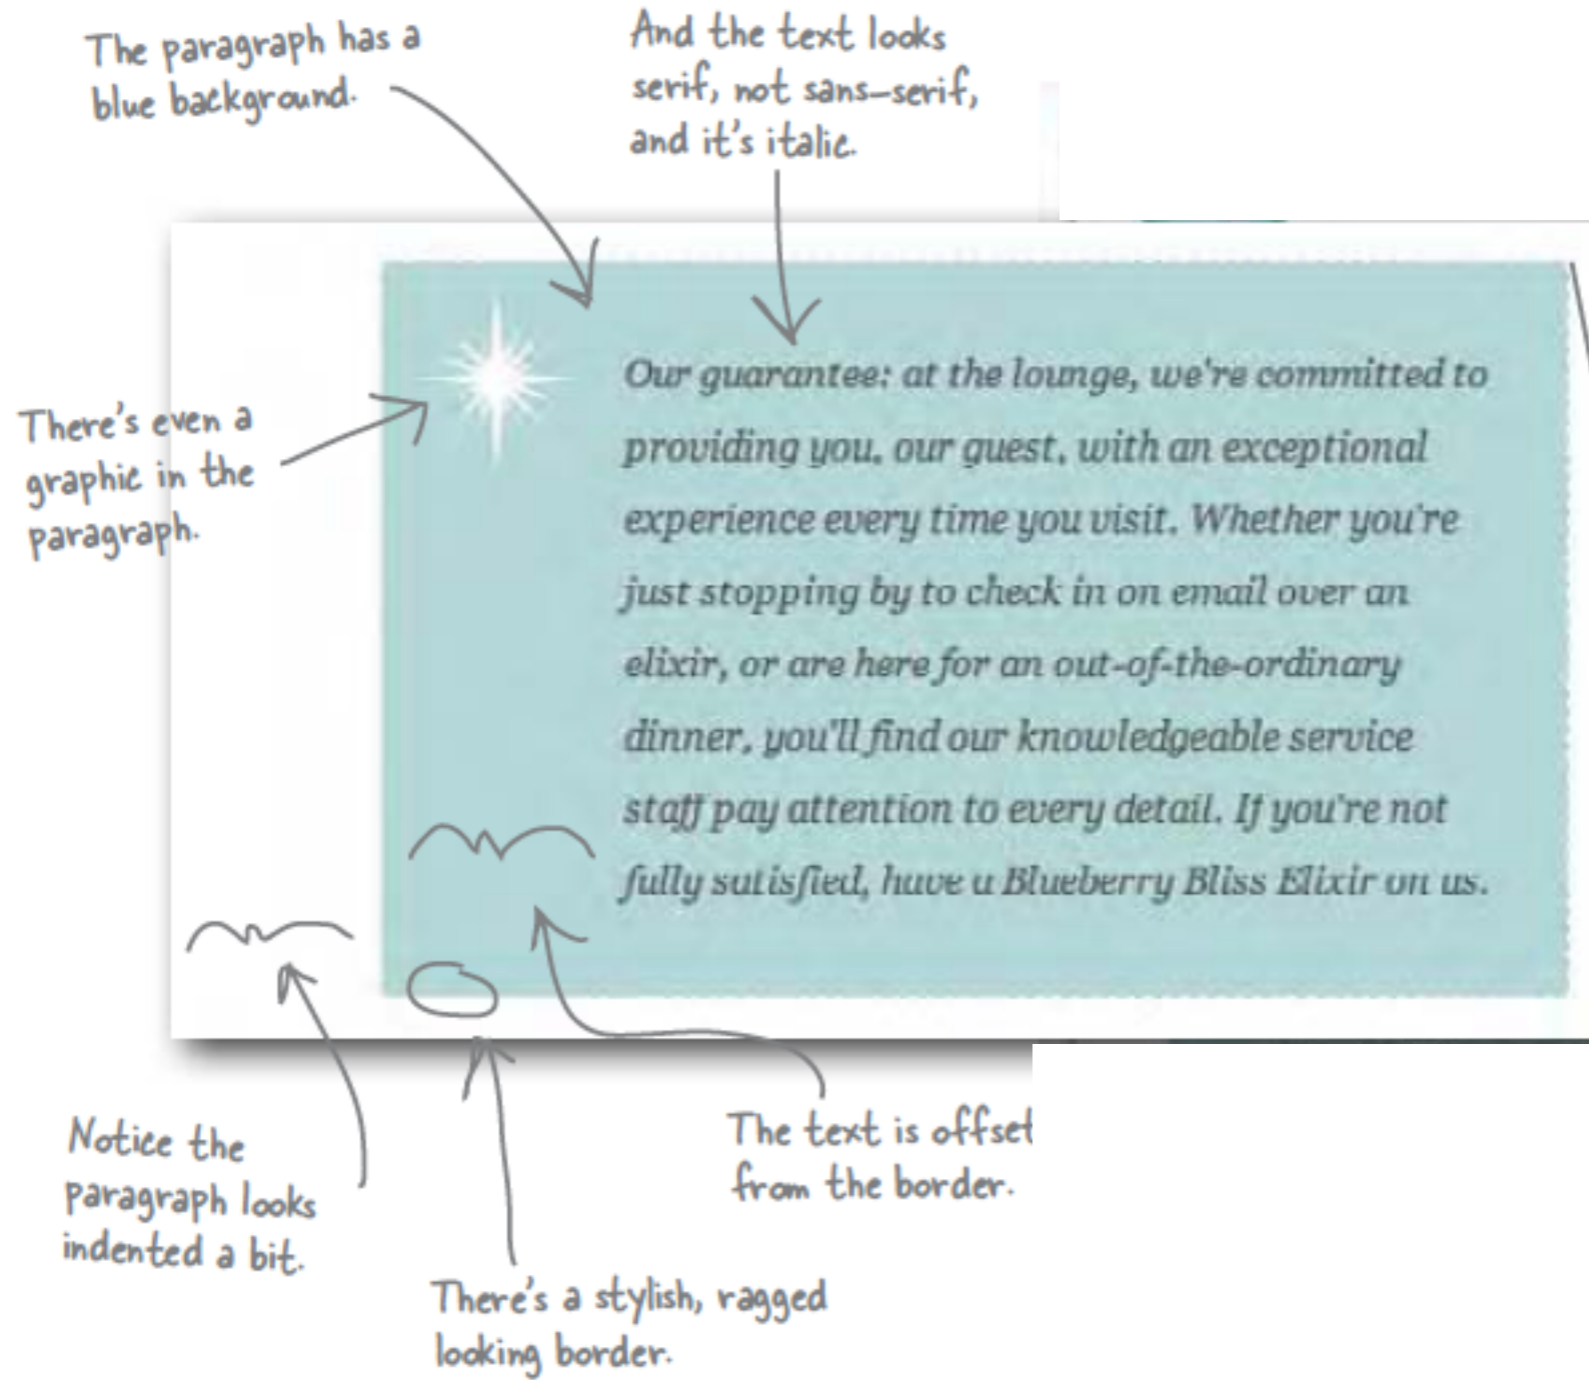 The paragraph has a
blue background.
And the text looks
serif, not sans-serif,
and it's italic.
There's even a
graphic in the
paragraph.
Our guarantee: at the lounge, we're committed to
providing you, our guest, with an exceptional
experience every time you visit. Whether you're
just stopping by to check in on email over an
elixir, or are here for an out-of-the-ordinary
dinner, you'll find our knowledgeable service
staff pay attention to every detail. If you're not
fully satisfied, have a Blueberry Bliss Elixir on us.
Notice the
paragraph looks
indented a bit.
The text is offset
from the border.
There's a stylish, ragged
looking border.